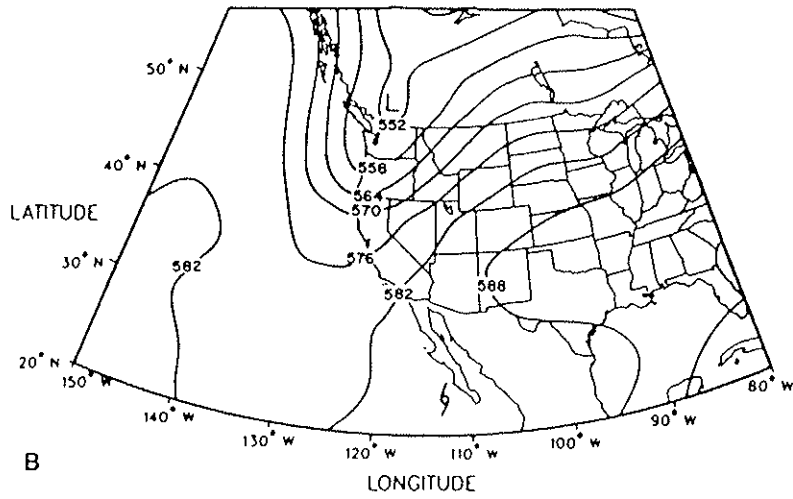 50° N
L
552
40° N
558
564
LATITUDE
570
576
30° N
582
582
588
20° N
150° W
80° W
140° W
90° W
130° W
100° W
120° W
110° W
B
LONGITUDE